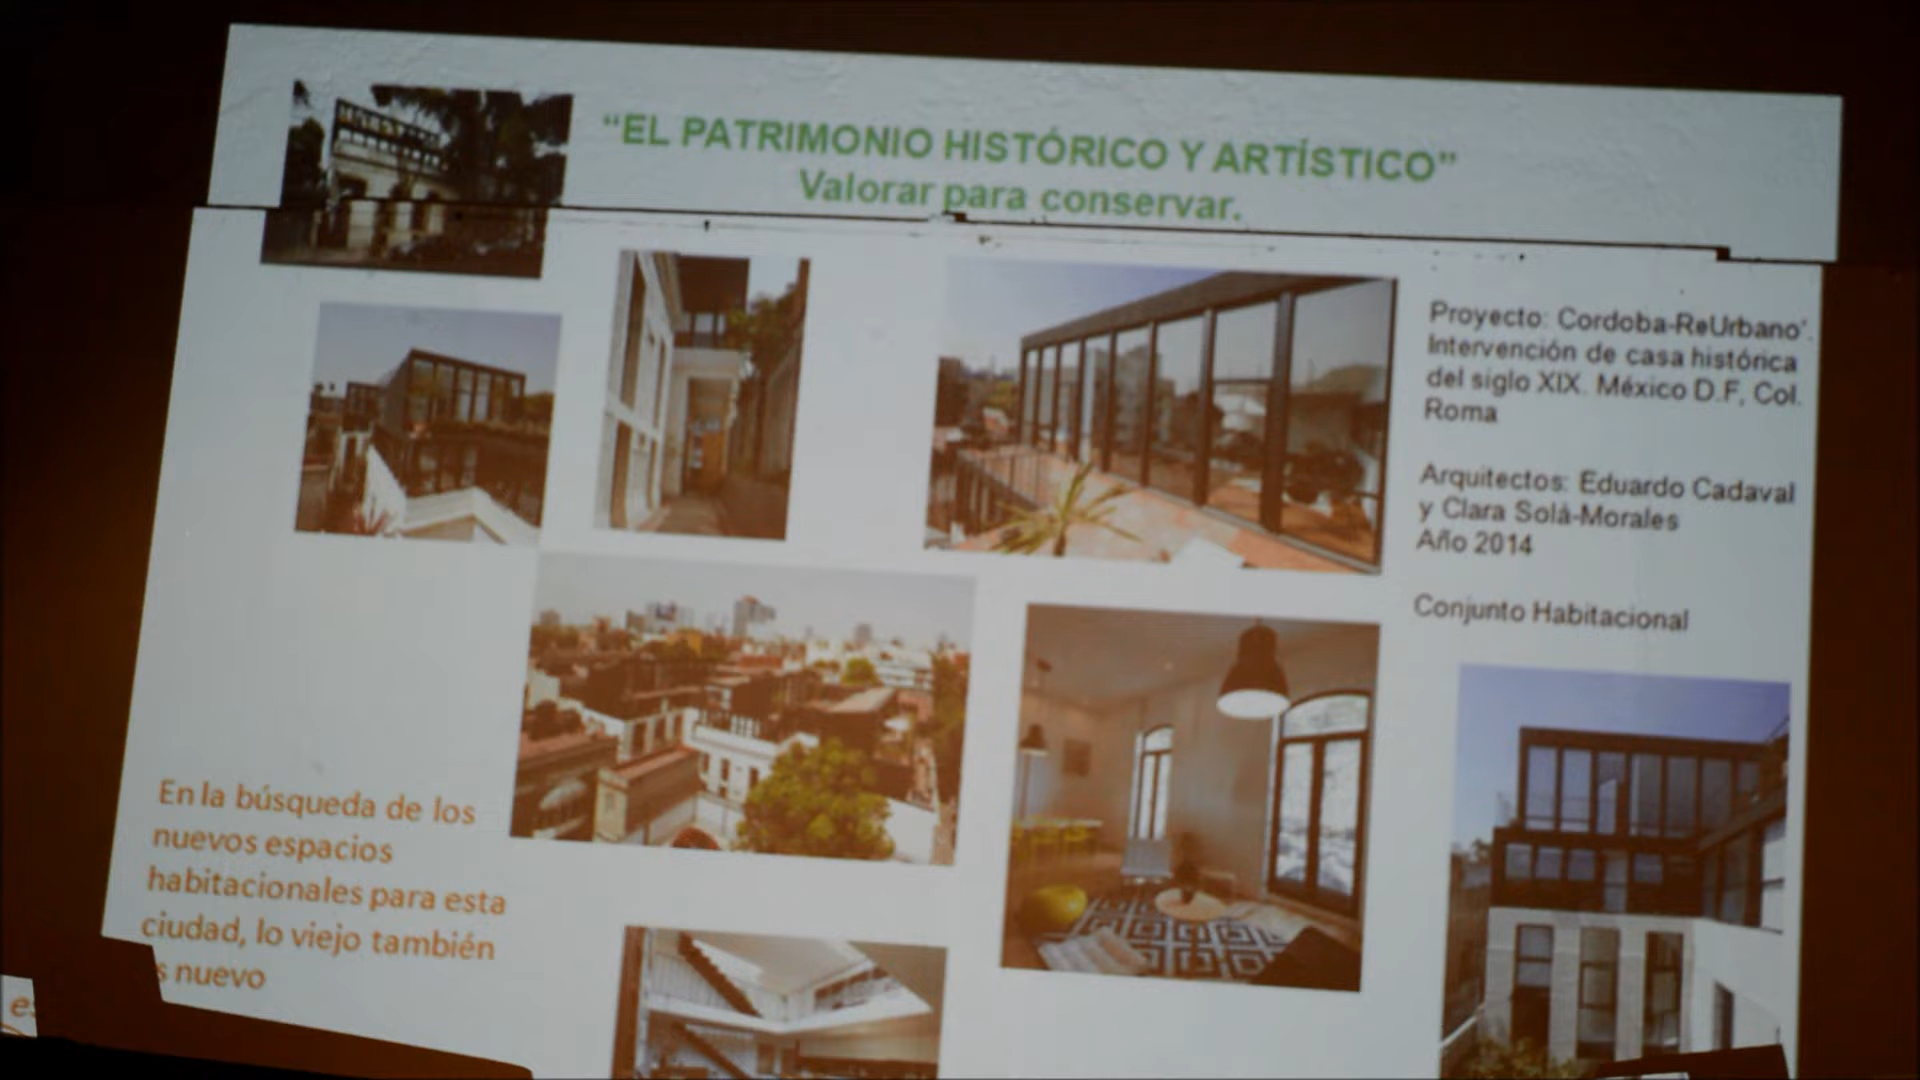 “EL PATRIMONIO HISTÓRICO Y ARTÍSTICO”
Valorar para conservar.
Proyecto: Cordoba-ReUrbano’.
Intervención de casa histórica
del siglo XIX. México D.F, Col.
Roma
Arquitectos: Eduardo Cadaval
y Clara Solà-Morales
Año 2014
Conjunto Habitacional
En la búsqueda de los
nuevos espacios
habitacionales para esta
ciudad, lo viejo también
es nuevo